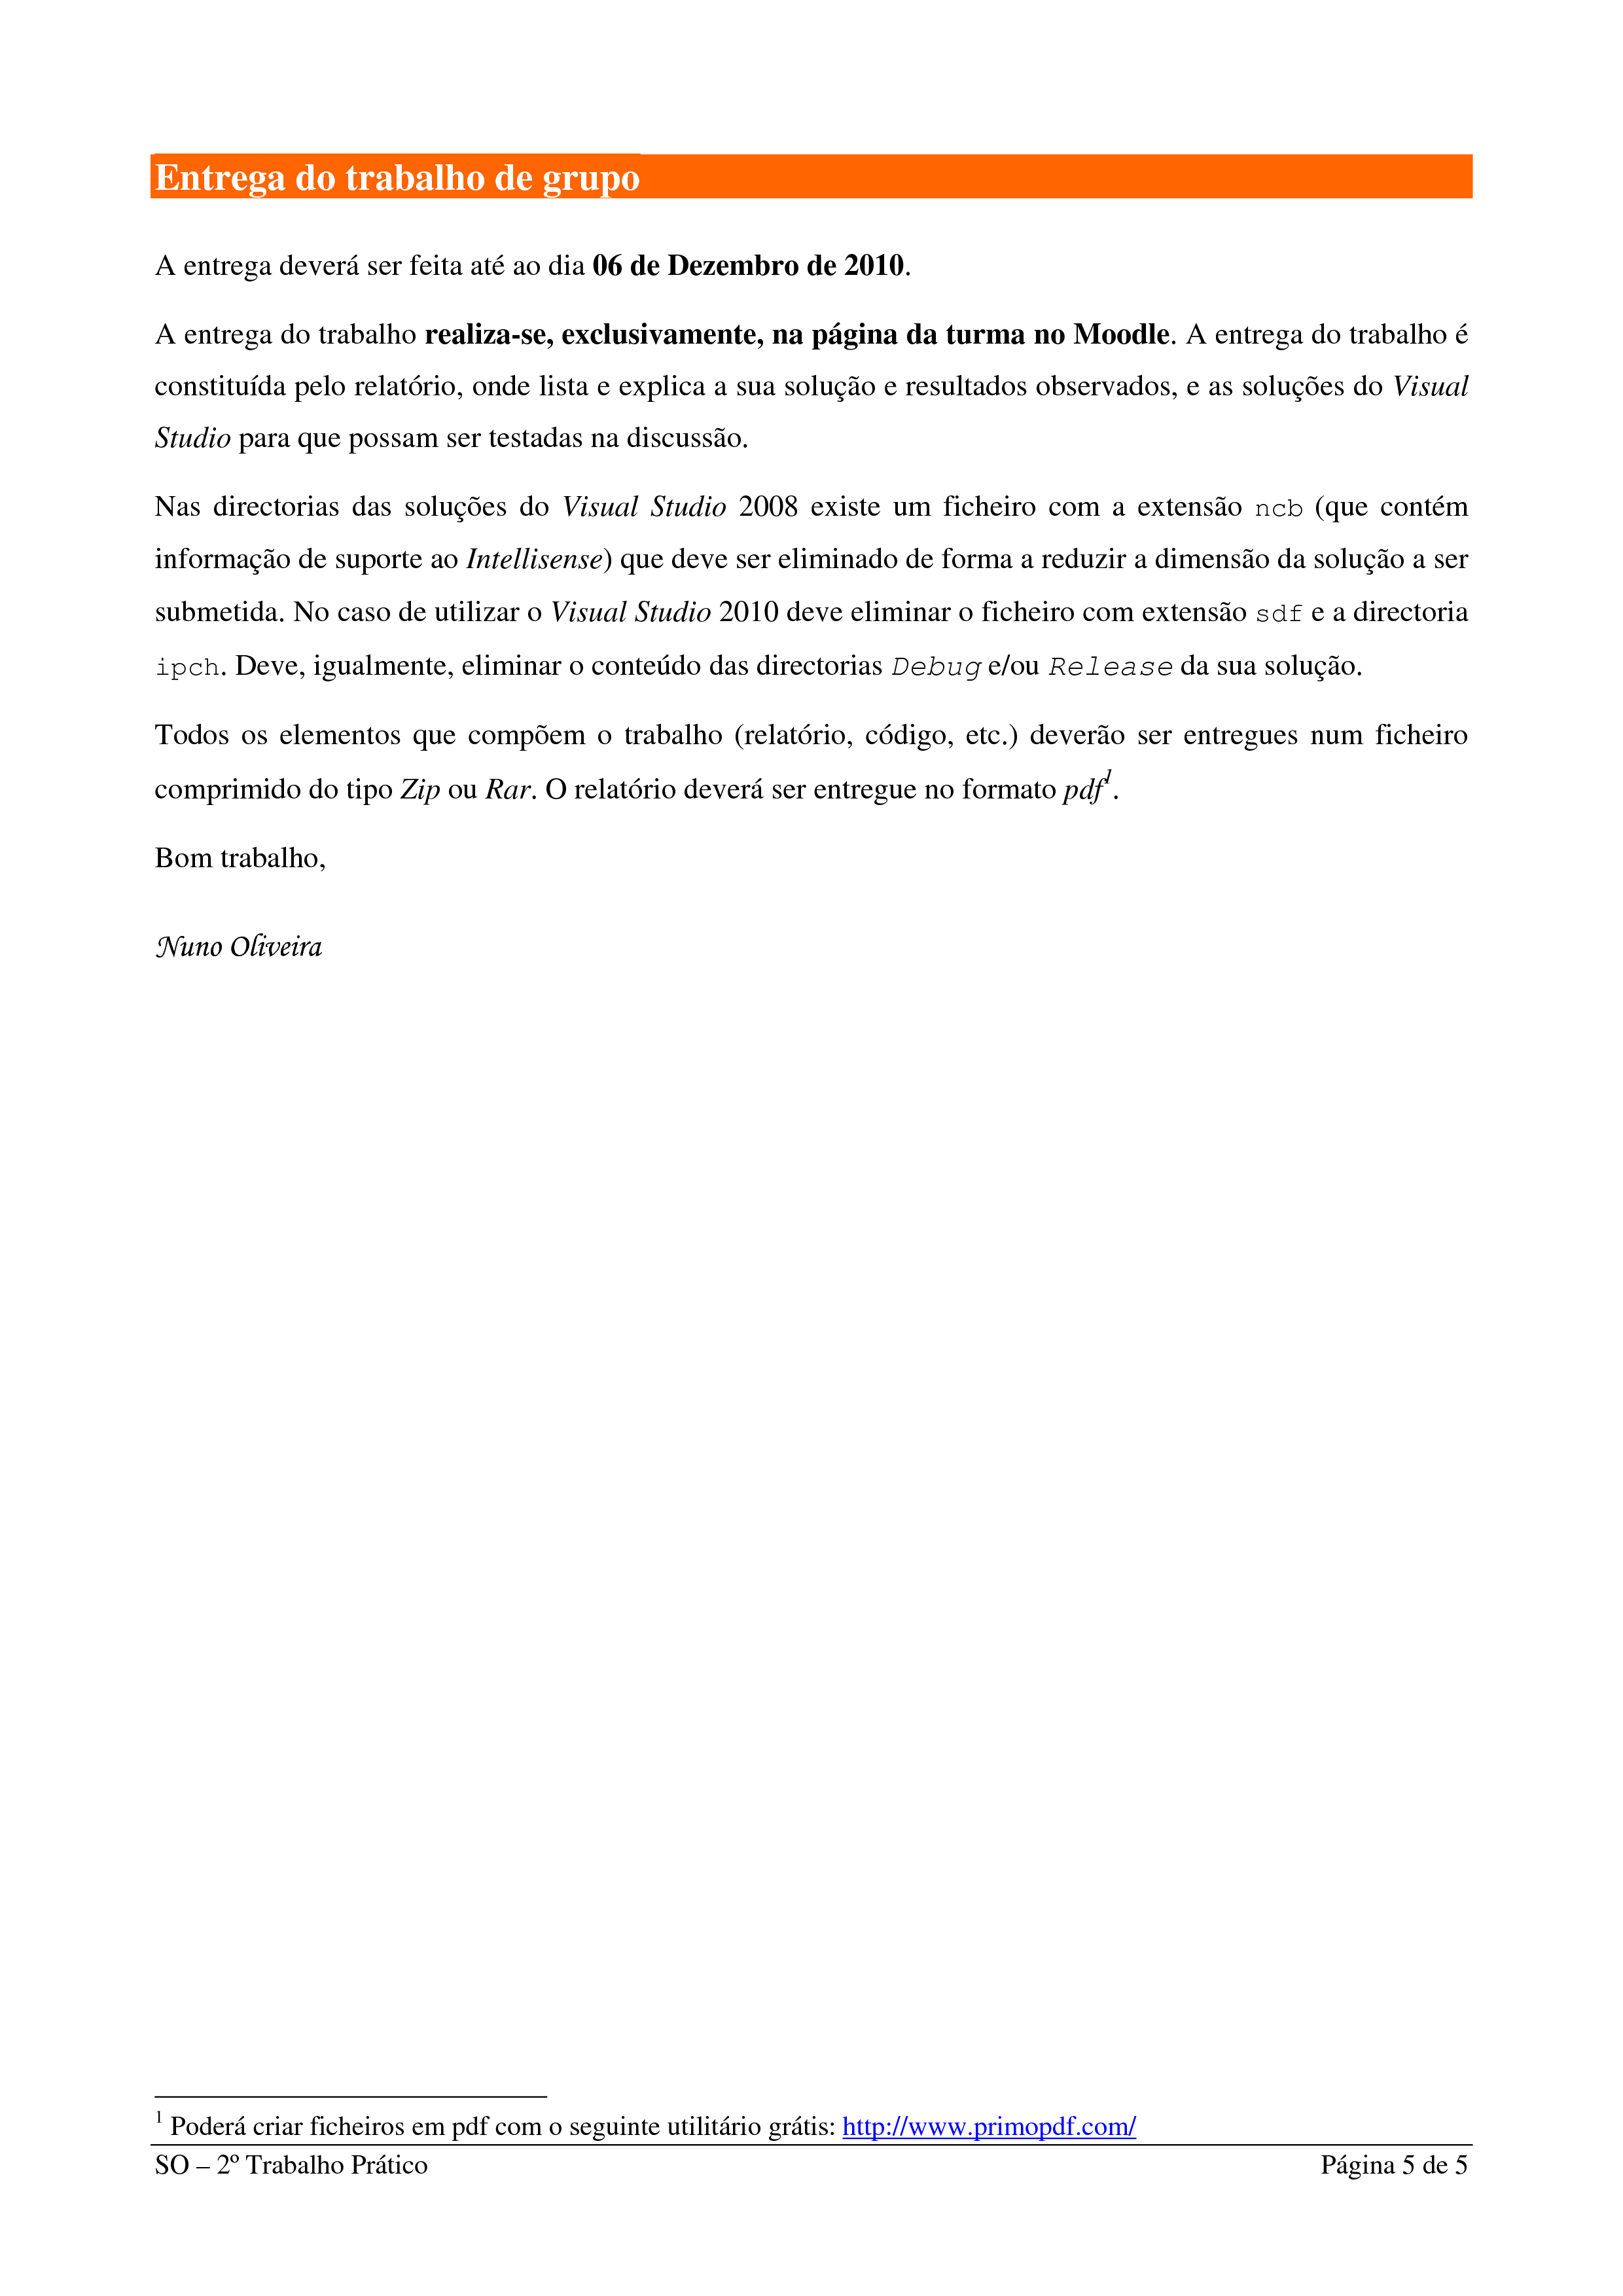 Entrega do trabalho de grupo
A entrega deverá ser feita até ao dia 06 de Dezembro de 2010.
A entrega do trabalho realiza-se, exclusivamente, na página da turma no Moodle. A entrega do trabalho é
constituída pelo relatório, onde lista e explica a sua solução e resultados observados, e as soluções do Visual
Studio para que possam ser testadas na discussão.
Nas directorias das soluções do Visual Studio 2008 existe um ficheiro com a extensão ncb (que contém
informação de suporte ao Intellisense) que deve ser eliminado de forma a reduzir a dimensão da solução a ser
submetida. No caso de utilizar o Visual Studio 2010 deve eliminar o ficheiro com extensão sdf e a directoria
ipch. Deve, igualmente, eliminar o conteúdo das directorias Debug e/ou Release da sua solução.
Todos os elementos que compõem o trabalho (relatório, código, etc.) deverão ser entregues num ficheiro
comprimido do tipo Zip ou Rar. O relatório deverá ser entregue no formato pdf¹.
Bom trabalho,
Nuno Oliveira
¹ Poderá criar ficheiros em pdf com o seguinte utilitário grátis: http://www.primopdf.com/
SO – 2º Trabalho Prático Página 5 de 5